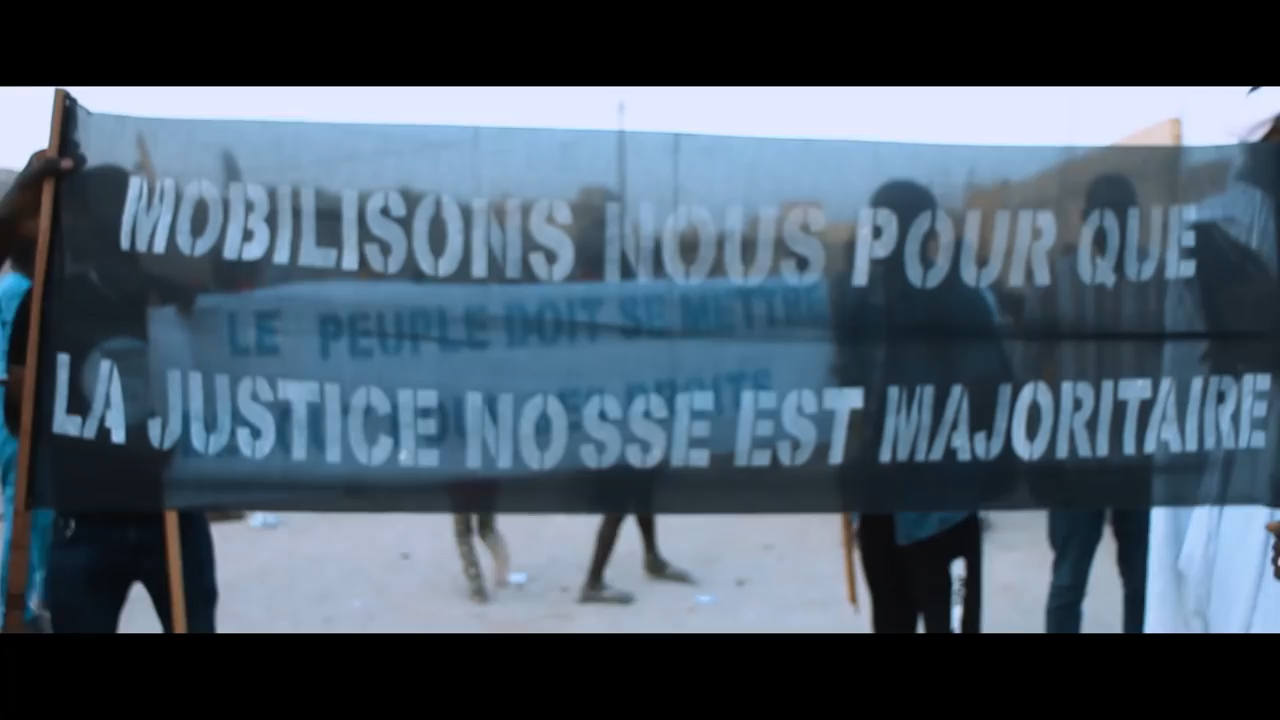 MOBILISONS NOUS POUR QUE
LE PEUPLE DOIT SE METTRE
LA JUSTICE NOSSE EST MAJORITAIRE